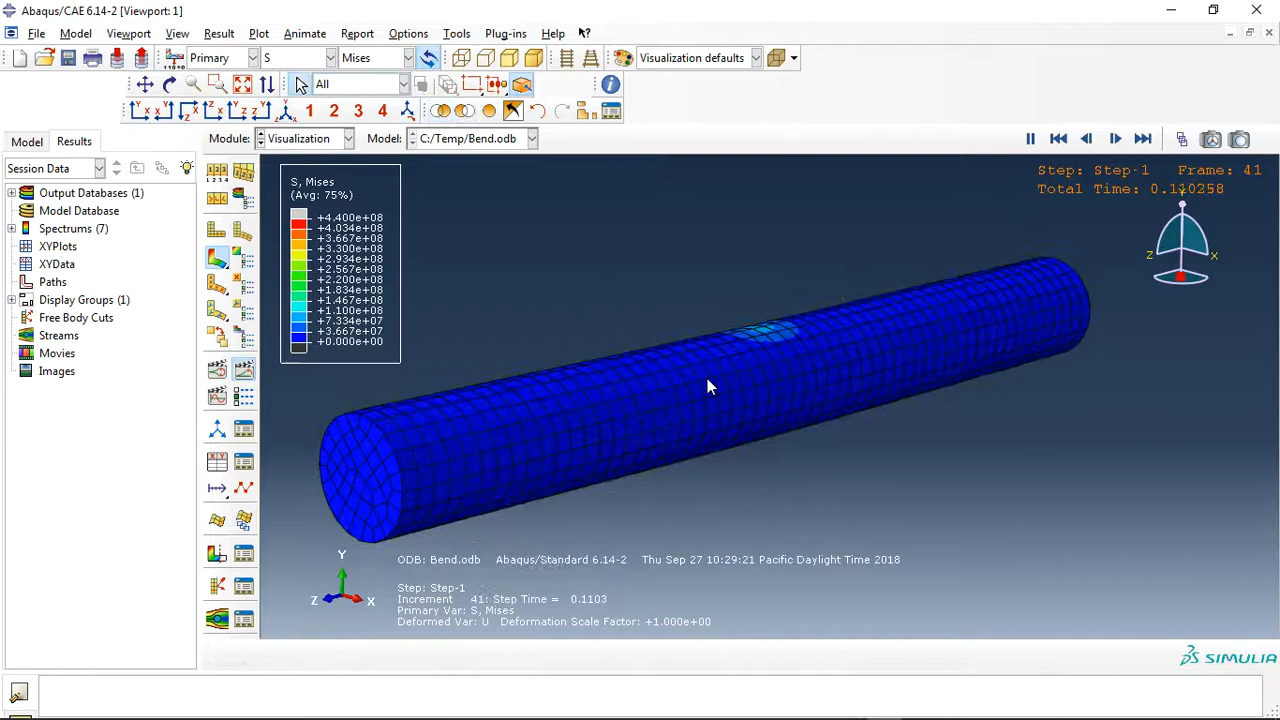 Abaqus/CAE 6.14-2 [Viewport: 1]
File Model Viewport View Result Plot Animate Report Options Tools Plug-ins Help
Primary S Mises Visualization defaults
All
1 2 3 4
Model Results Module: Visualization Model: C:/Temp/Bend.odb
Session Data
Output Databases (1)
Model Database
Spectrums (7)
XYPlots
XYData
Paths
Display Groups (1)
Free Body Cuts
Streams
Movies
Images
S, Mises
(Avg: 75%)
+4.400e+08
+4.034e+08
+3.667e+08
+3.300e+08
+2.934e+08
+2.567e+08
+2.200e+08
+1.834e+08
+1.467e+08
+1.100e+08
+7.334e+07
+3.667e+07
+0.000e+00
Step: Step-1 Frame: 41
Total Time: 0.110258
Y
Z X
Y
Z X
ODB: Bend.odb Abaqus/Standard 6.14-2 Thu Sep 27 10:29:21 Pacific Daylight Time 2018
Step: Step-1
Increment 41: Step Time = 0.1103
Primary Var: S, Mises
Deformed Var: U Deformation Scale Factor: +1.000e+00
SIMULIA